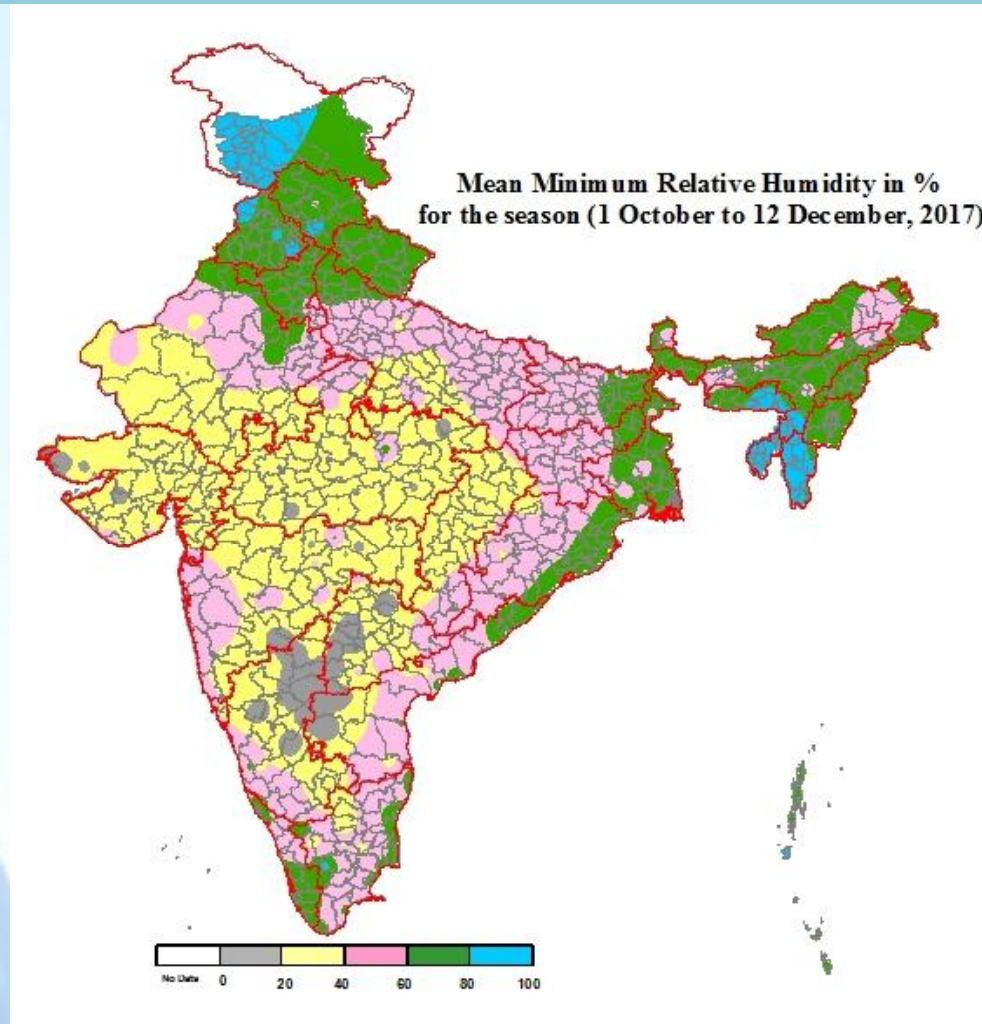 Mean Minimum Relative Humidity in %
for the season (1 October to 12 December, 2017)
No Data 0 20 40 60 80 100